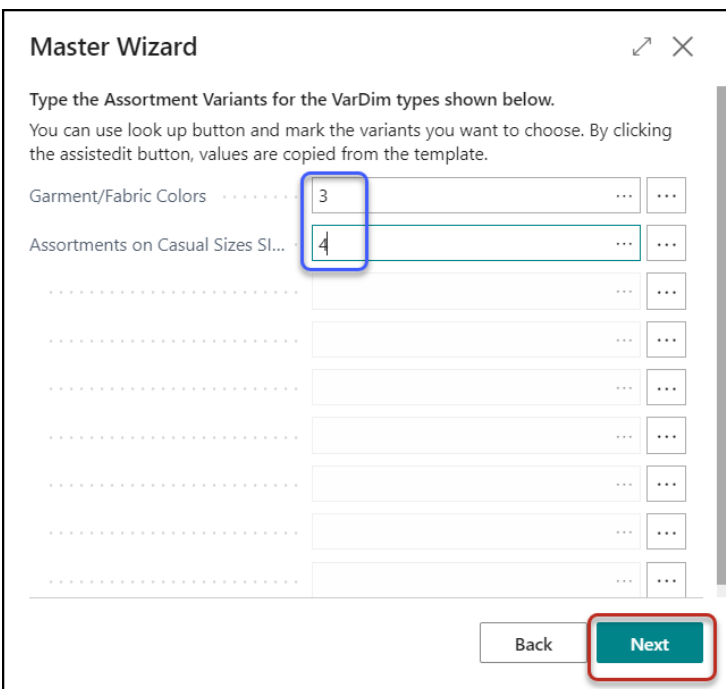 Master Wizard
Type the Assortment Variants for the VarDim types shown below.
You can use look up button and mark the variants you want to choose. By clicking
the assistedit button, values are copied from the template.
Garment/Fabric Colors 3
Assortments on Casual Sizes SI... 4
Back Next